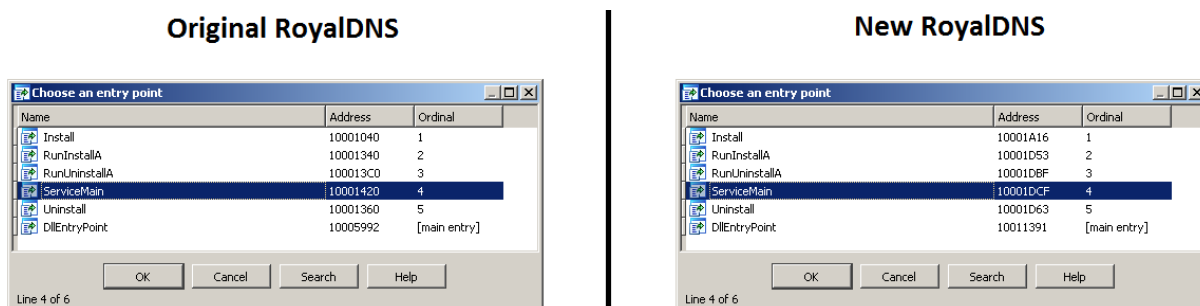 Original RoyalDNS
Choose an entry point
Name Address Ordinal
Install 10001040 1
RunInstallA 10001340 2
RunUninstallA 100013C0 3
ServiceMain 10001420 4
Uninstall 10001360 5
DllEntryPoint 10005992 [main entry]
OK Cancel Search Help
Line 4 of 6
New RoyalDNS
Choose an entry point
Name Address Ordinal
Install 10001A16 1
RunInstallA 10001D53 2
RunUninstallA 10001DBF 3
ServiceMain 10001DCF 4
Uninstall 10001D63 5
DllEntryPoint 10011391 [main entry]
OK Cancel Search Help
Line 4 of 6